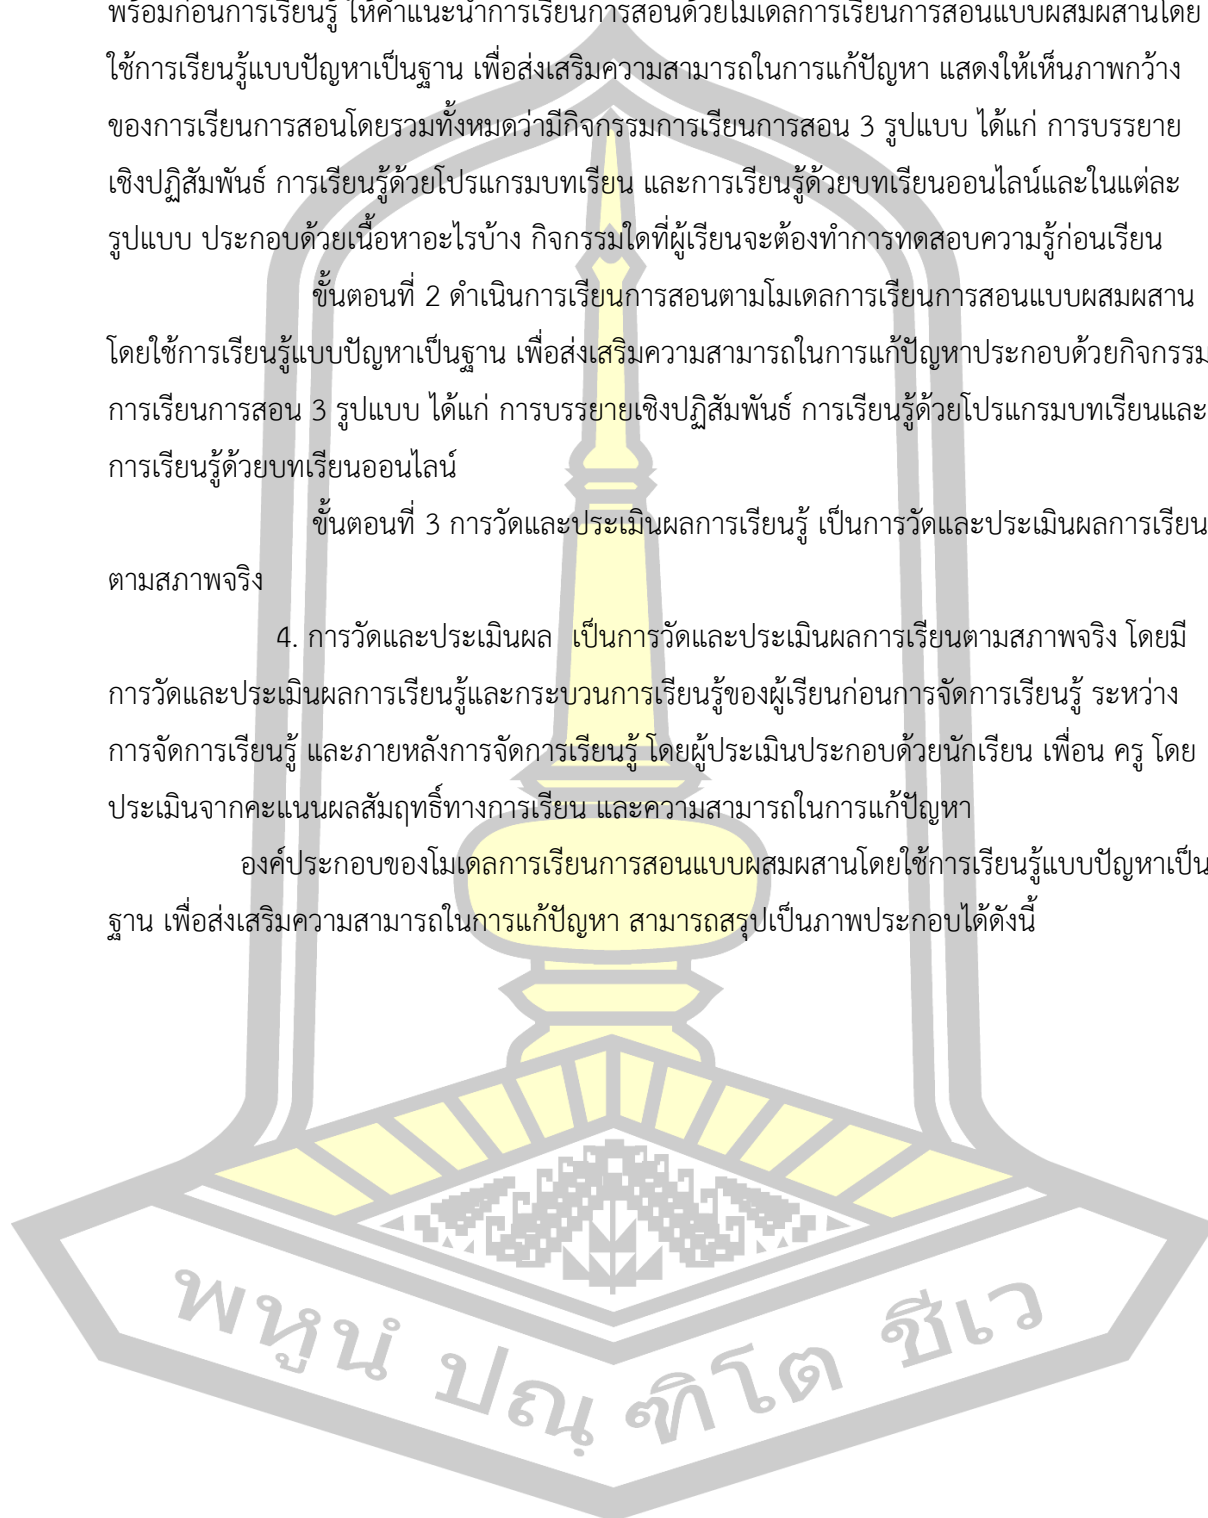 พร้อมก่อนการเรียนรู้ ให้คำแนะนำการเรียนการสอนด้วยโมเดลการเรียนการสอนแบบผสมผสานโดย
ใช้การเรียนรู้แบบปัญหาเป็นฐาน เพื่อส่งเสริมความสามารถในการแก้ปัญหา แสดงให้เห็นภาพกว้าง
ของการเรียนการสอนโดยรวมทั้งหมดว่ามีกิจกรรมการเรียนการสอน 3 รูปแบบ ได้แก่ การบรรยาย
เชิงปฏิสัมพันธ์ การเรียนรู้ด้วยโปรแกรมบทเรียน และการเรียนรู้ด้วยบทเรียนออนไลน์และในแต่ละ
รูปแบบ ประกอบด้วยเนื้อหาอะไรบ้าง กิจกรรมใดที่ผู้เรียนจะต้องทำการทดสอบความรู้ก่อนเรียน
ขั้นตอนที่ 2 ดำเนินการเรียนการสอนตามโมเดลการเรียนการสอนแบบผสมผสาน
โดยใช้การเรียนรู้แบบปัญหาเป็นฐาน เพื่อส่งเสริมความสามารถในการแก้ปัญหาประกอบด้วยกิจกรรม
การเรียนการสอน 3 รูปแบบ ได้แก่ การบรรยายเชิงปฏิสัมพันธ์ การเรียนรู้ด้วยโปรแกรมบทเรียนและ
การเรียนรู้ด้วยบทเรียนออนไลน์
ขั้นตอนที่ 3 การวัดและประเมินผลการเรียนรู้ เป็นการวัดและประเมินผลการเรียน
ตามสภาพจริง
4. การวัดและประเมินผล เป็นการวัดและประเมินผลการเรียนตามสภาพจริง โดยมี
การวัดและประเมินผลการเรียนรู้และกระบวนการเรียนรู้ของผู้เรียนก่อนการจัดการเรียนรู้ ระหว่าง
การจัดการเรียนรู้ และภายหลังการจัดการเรียนรู้ โดยผู้ประเมินประกอบด้วยนักเรียน เพื่อน ครู โดย
ประเมินจากคะแนนผลสัมฤทธิ์ทางการเรียน และความสามารถในการแก้ปัญหา
องค์ประกอบของโมเดลการเรียนการสอนแบบผสมผสานโดยใช้การเรียนรู้แบบปัญหาเป็น
ฐาน เพื่อส่งเสริมความสามารถในการแก้ปัญหา สามารถสรุปเป็นภาพประกอบได้ดังนี้
พหูนํ ปณฺฑิโต ชีเว